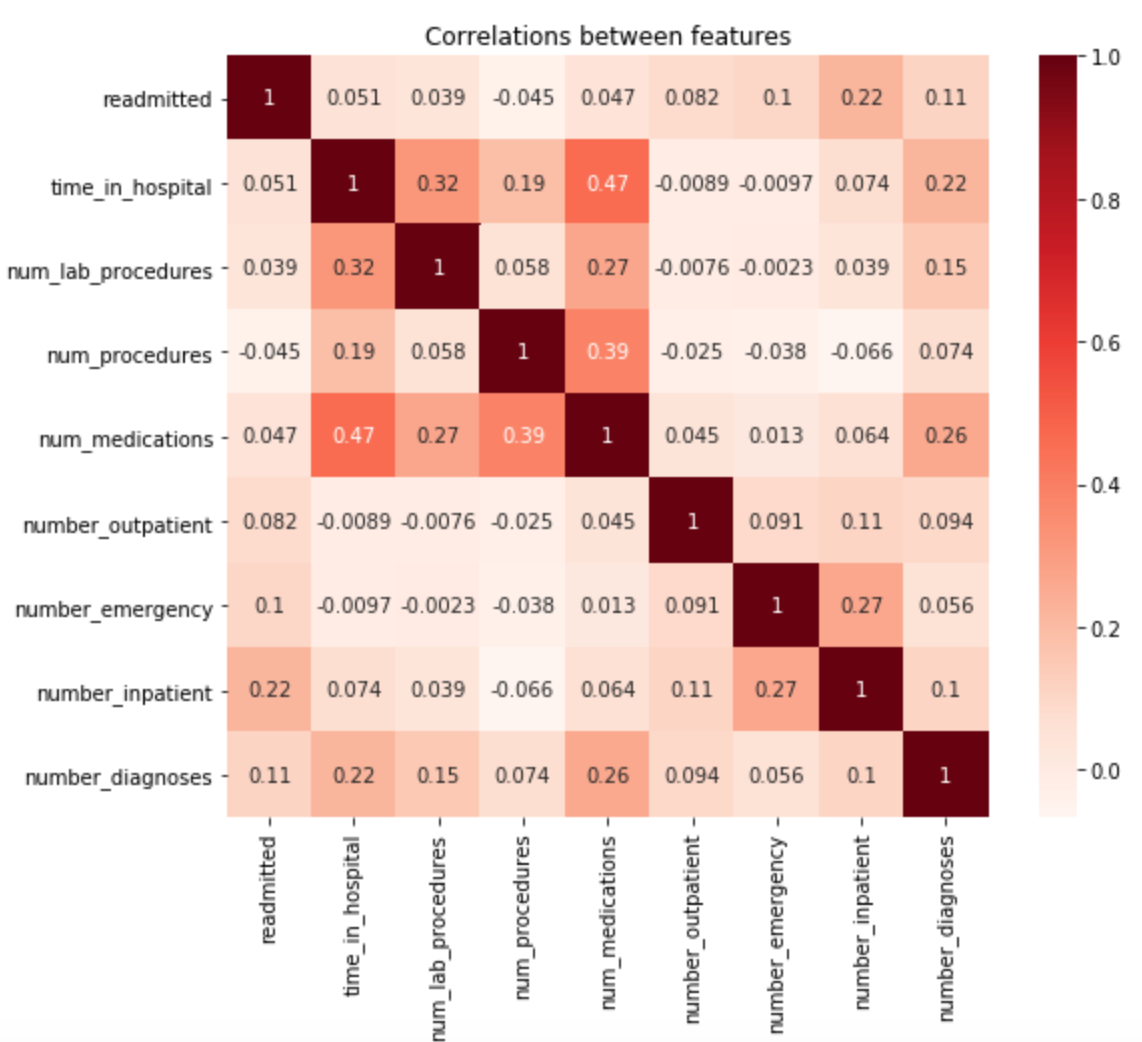 Correlations between features
readmitted 1 0.051 0.039 -0.045 0.047 0.082 0.1 0.22 0.11
time_in_hospital 0.051 1 0.32 0.19 0.47 -0.0089 -0.0097 0.074 0.22
num_lab_procedures 0.039 0.32 1 0.058 0.27 -0.0076 -0.0023 0.039 0.15
num_procedures -0.045 0.19 0.058 1 0.39 -0.025 -0.038 -0.066 0.074
num_medications 0.047 0.47 0.27 0.39 1 0.045 0.013 0.064 0.26
number_outpatient 0.082 -0.0089 -0.0076 -0.025 0.045 1 0.091 0.11 0.094
number_emergency 0.1 -0.0097 -0.0023 -0.038 0.013 0.091 1 0.27 0.056
number_inpatient 0.22 0.074 0.039 -0.066 0.064 0.11 0.27 1 0.1
number_diagnoses 0.11 0.22 0.15 0.074 0.26 0.094 0.056 0.1 1
readmitted
time_in_hospital
num_lab_procedures
num_procedures
num_medications
number_outpatient
number_emergency
number_inpatient
number_diagnoses
1.0
0.8
0.6
0.4
0.2
0.0